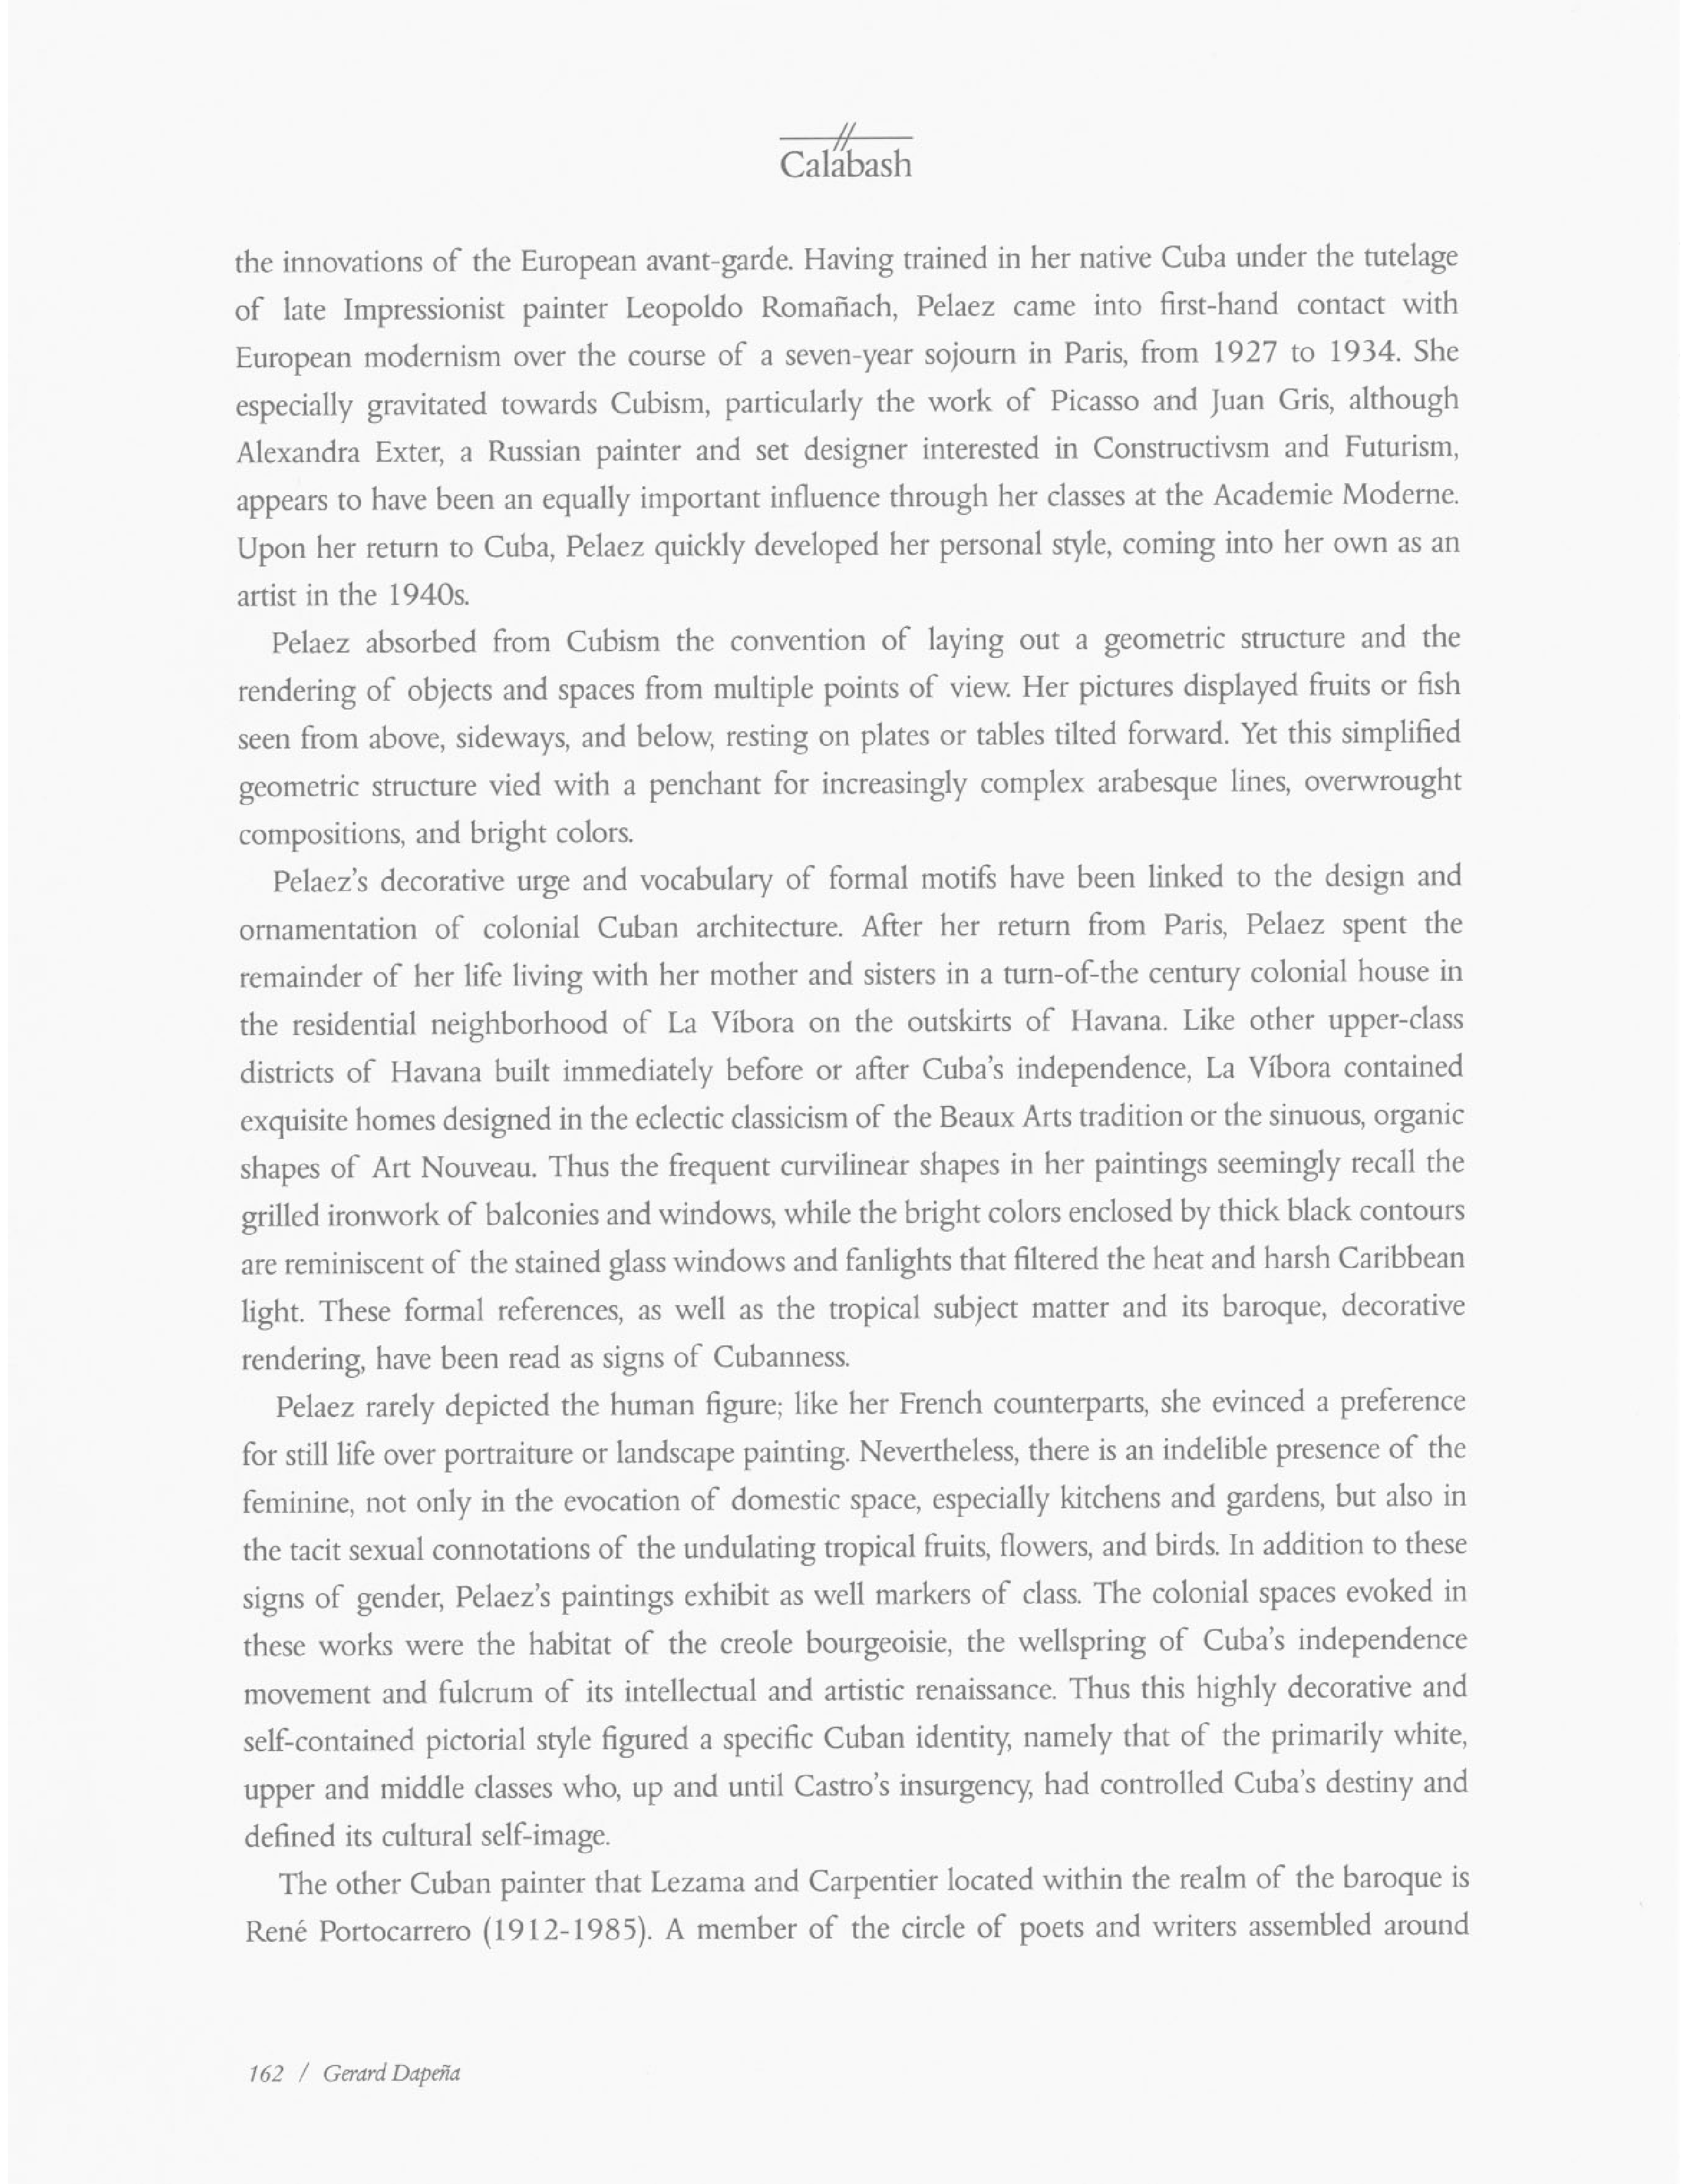 Calabash
the innovations of the European avant-garde. Having trained in her native Cuba under the tutelage
of late Impressionist painter Leopoldo Romañach, Pelaez came into first-hand contact with
European modernism over the course of a seven-year sojourn in Paris, from 1927 to 1934. She
especially gravitated towards Cubism, particularly the work of Picasso and Juan Gris, although
Alexandra Exter, a Russian painter and set designer interested in Constructivsm and Futurism,
appears to have been an equally important influence through her classes at the Academie Moderne.
Upon her return to Cuba, Pelaez quickly developed her personal style, coming into her own as an
artist in the 1940s.
Pelaez absorbed from Cubism the convention of laying out a geometric structure and the
rendering of objects and spaces from multiple points of view. Her pictures displayed fruits or fish
seen from above, sideways, and below, resting on plates or tables tilted forward. Yet this simplified
geometric structure vied with a penchant for increasingly complex arabesque lines, overwrought
compositions, and bright colors.
Pelaez's decorative urge and vocabulary of formal motifs have been linked to the design and
ornamentation of colonial Cuban architecture. After her return from Paris, Pelaez spent the
remainder of her life living with her mother and sisters in a turn-of-the century colonial house in
the residential neighborhood of La Víbora on the outskirts of Havana. Like other upper-class
districts of Havana built immediately before or after Cuba's independence, La Víbora contained
exquisite homes designed in the eclectic classicism of the Beaux Arts tradition or the sinuous, organic
shapes of Art Nouveau. Thus the frequent curvilinear shapes in her paintings seemingly recall the
grilled ironwork of balconies and windows, while the bright colors enclosed by thick black contours
are reminiscent of the stained glass windows and fanlights that filtered the heat and harsh Caribbean
light. These formal references, as well as the tropical subject matter and its baroque, decorative
rendering, have been read as signs of Cubanness.
Pelaez rarely depicted the human figure; like her French counterparts, she evinced a preference
for still life over portraiture or landscape painting. Nevertheless, there is an indelible presence of the
feminine, not only in the evocation of domestic space, especially kitchens and gardens, but also in
the tacit sexual connotations of the undulating tropical fruits, flowers, and birds. In addition to these
signs of gender, Pelaez's paintings exhibit as well markers of class. The colonial spaces evoked in
these works were the habitat of the creole bourgeoisie, the wellspring of Cuba's independence
movement and fulcrum of its intellectual and artistic renaissance. Thus this highly decorative and
self-contained pictorial style figured a specific Cuban identity, namely that of the primarily white,
upper and middle classes who, up and until Castro's insurgency, had controlled Cuba's destiny and
defined its cultural self-image.
The other Cuban painter that Lezama and Carpentier located within the realm of the baroque is
René Portocarrero (1912-1985). A member of the circle of poets and writers assembled around
162 / Gerard Dapeña